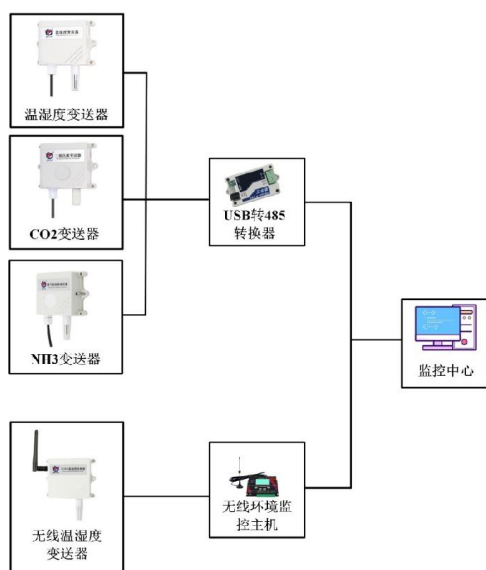 温湿度变送器
CO2变送器
USB转485
转换器
NH3变送器
监控中心
无线温湿度
变送器
无线环境监
控主机